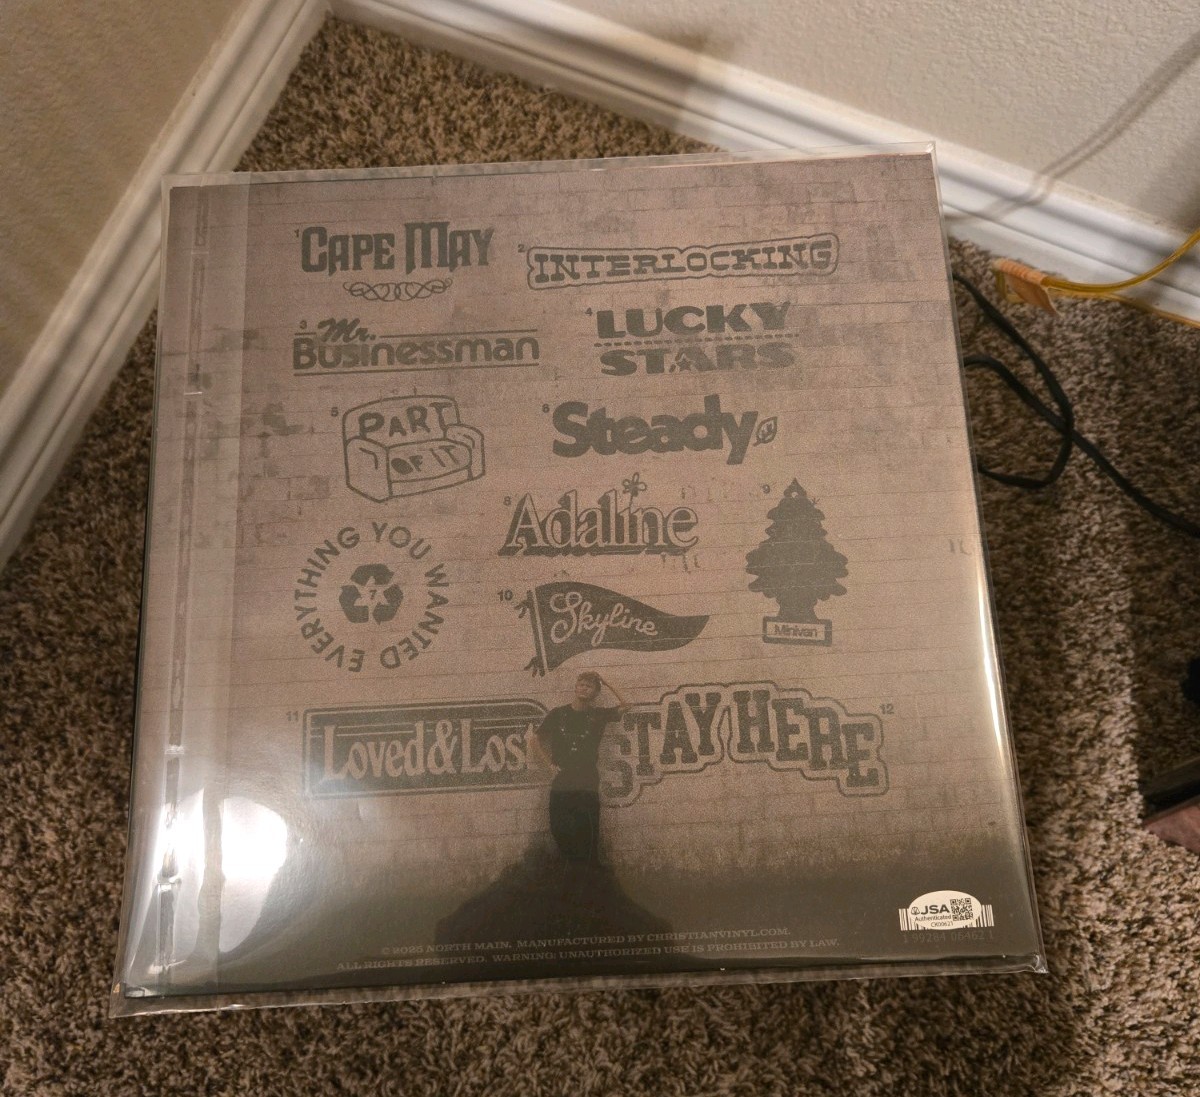 1 CAPE MAY
2 INTERLOCKING
3 Mr.
Businessman
4 LUCKY
STARS
5 PART
OF IT
6 Steady
EVERYTHING YOU WANTED
7
8 Adaline
9
Minivan
10 Skyline
11 LOVED & LOST
STAY HERE 12
JSA
Authenticated
© 2025 NORTH MAIN. MANUFACTURED BY CHRISTIANVINYL.COM.
ALL RIGHTS RESERVED. WARNING: UNAUTHORIZED USE IS PROHIBITED BY LAW.